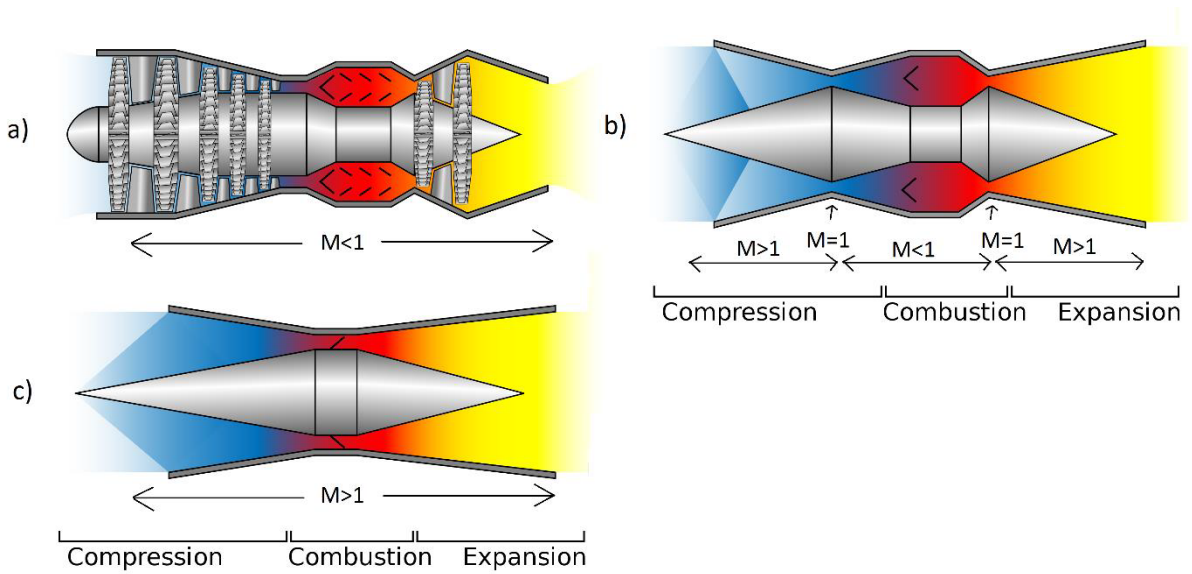 a)
M<1
b)
M>1
M=1
M<1
M=1
M>1
Compression
Combustion
Expansion
c)
M>1
Compression
Combustion
Expansion